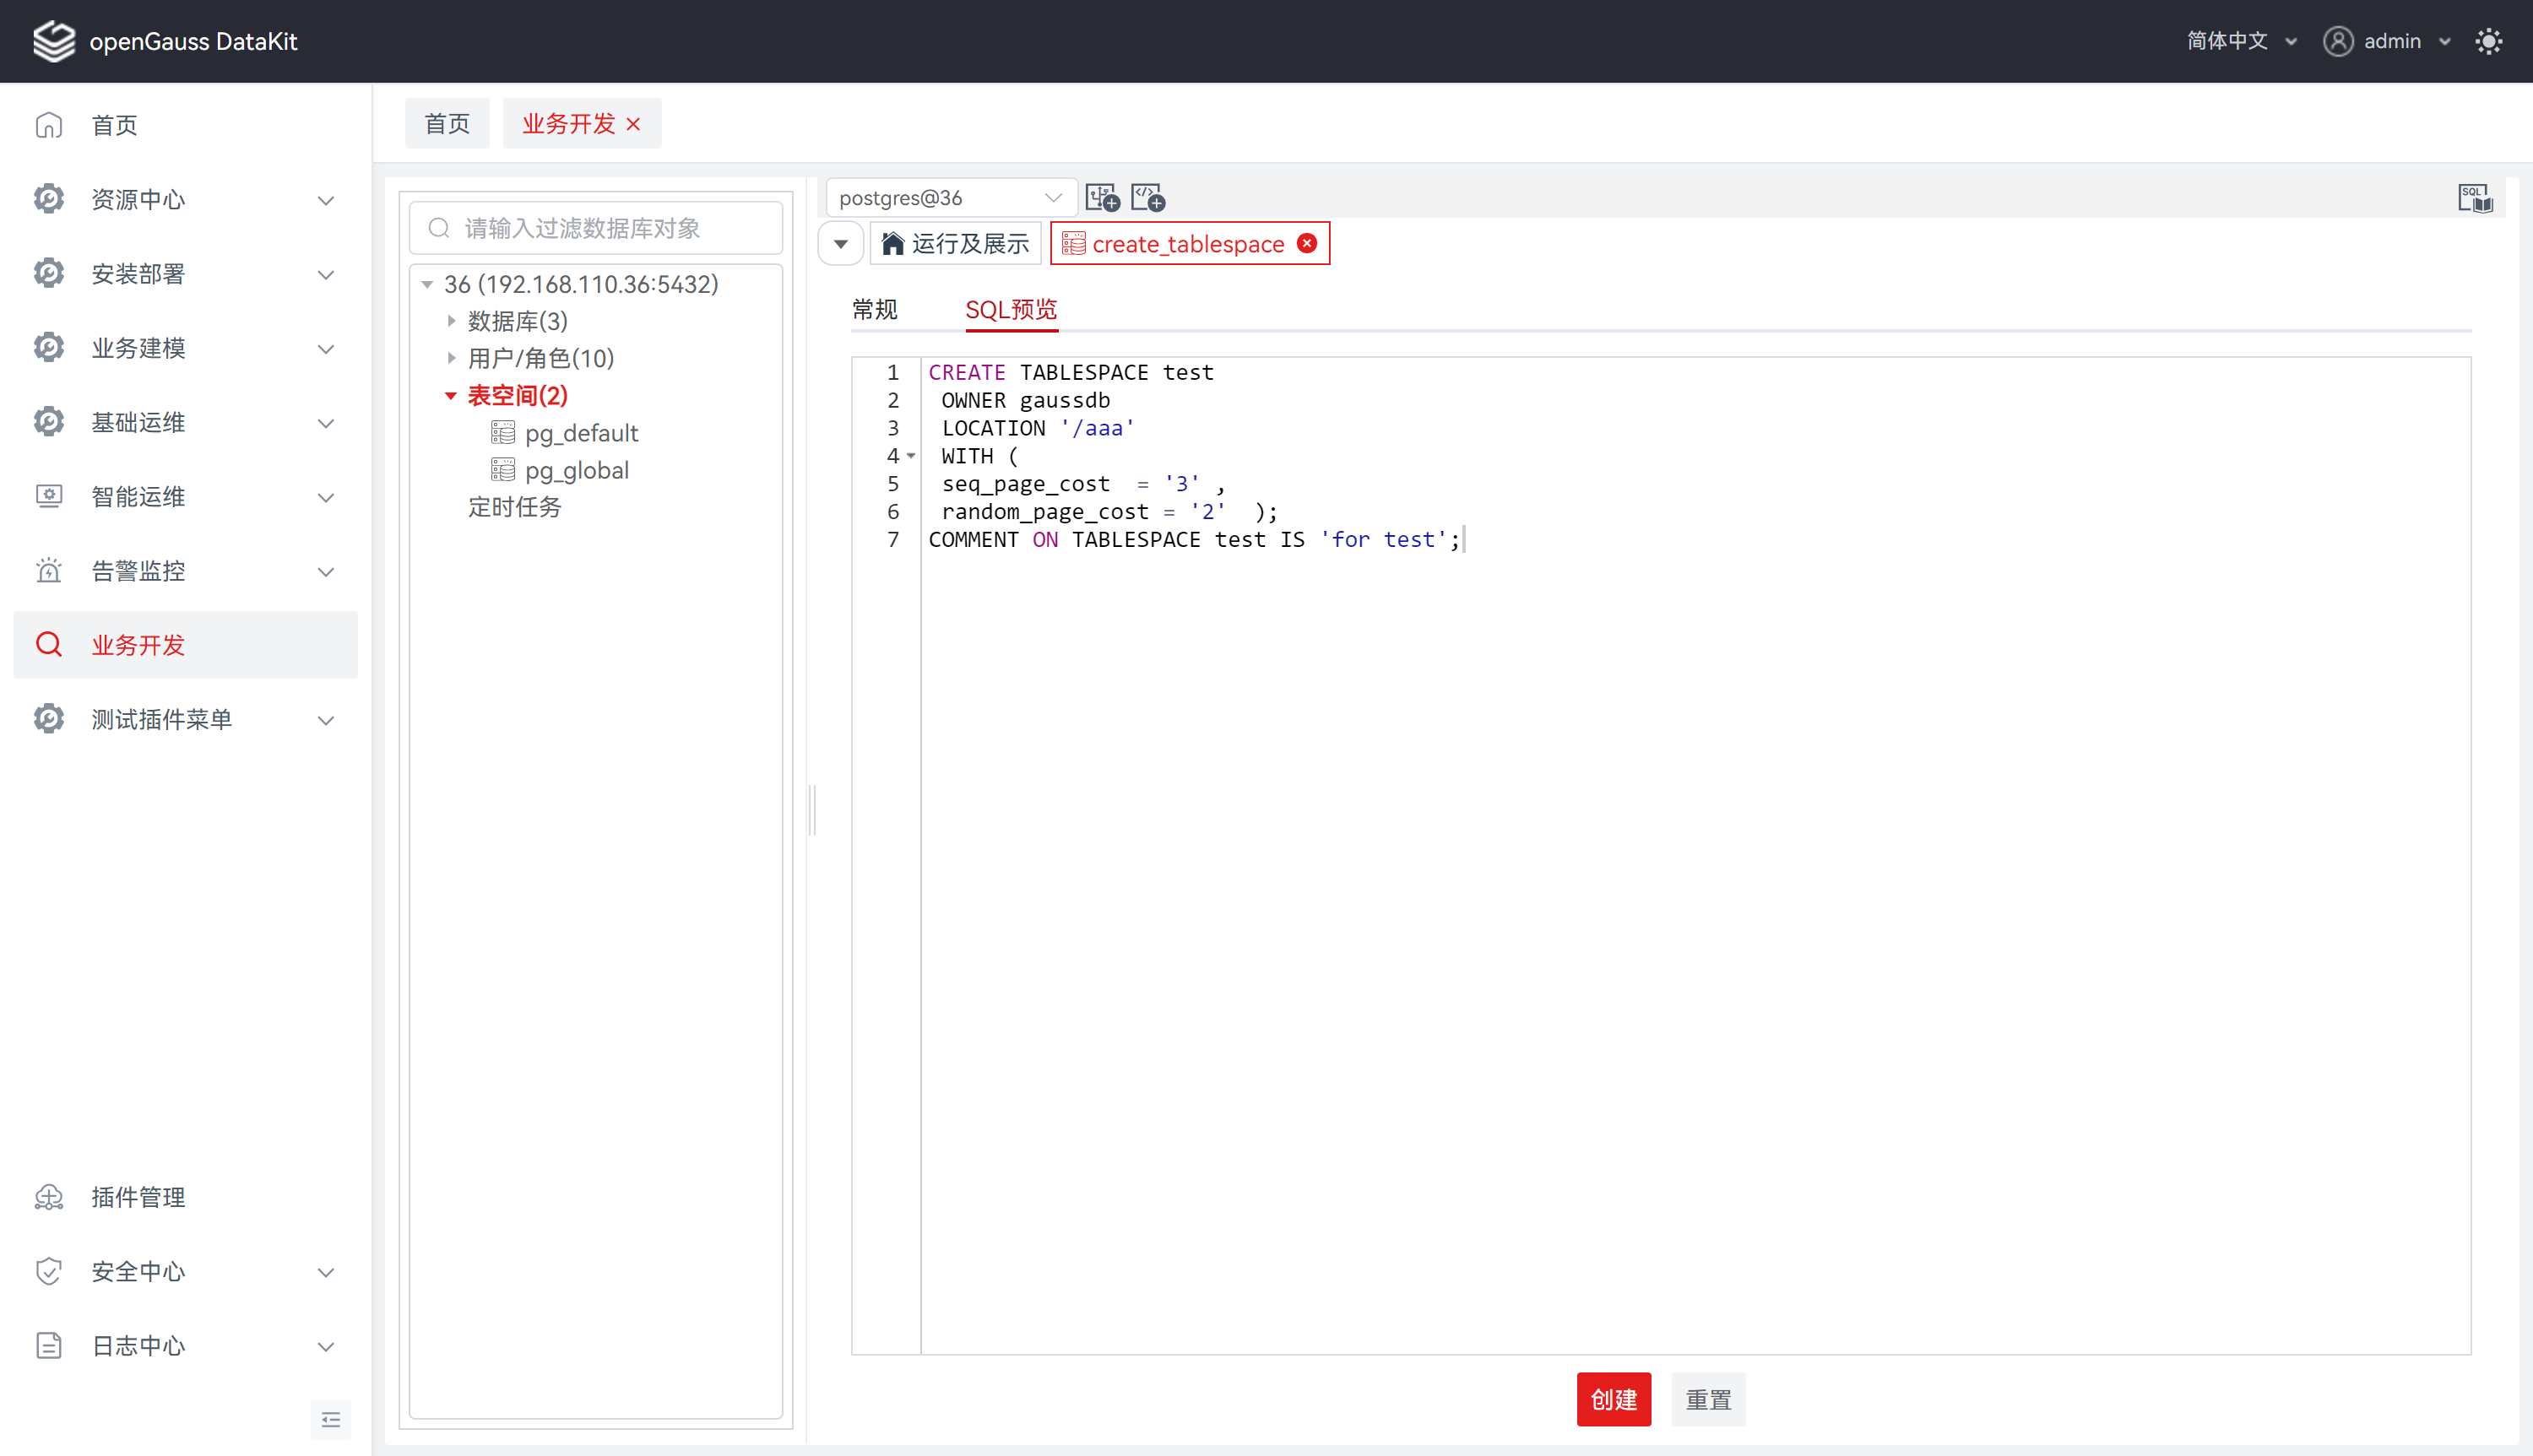 openGauss DataKit
简体中文
admin
首页
资源中心
安装部署
业务建模
基础运维
智能运维
告警监控
业务开发
测试插件菜单
插件管理
安全中心
日志中心
首页
业务开发
请输入过滤数据库对象
36 (192.168.110.36:5432)
数据库(3)
用户/角色(10)
表空间(2)
pg_default
pg_global
定时任务
postgres@36
SQL
运行及展示
create_tablespace
常规
SQL预览
1 CREATE TABLESPACE test
2 OWNER gaussdb
3 LOCATION '/aaa'
4 WITH (
5 seq_page_cost  = '3' ,
6 random_page_cost = '2'  );
7 COMMENT ON TABLESPACE test IS 'for test';
创建
重置